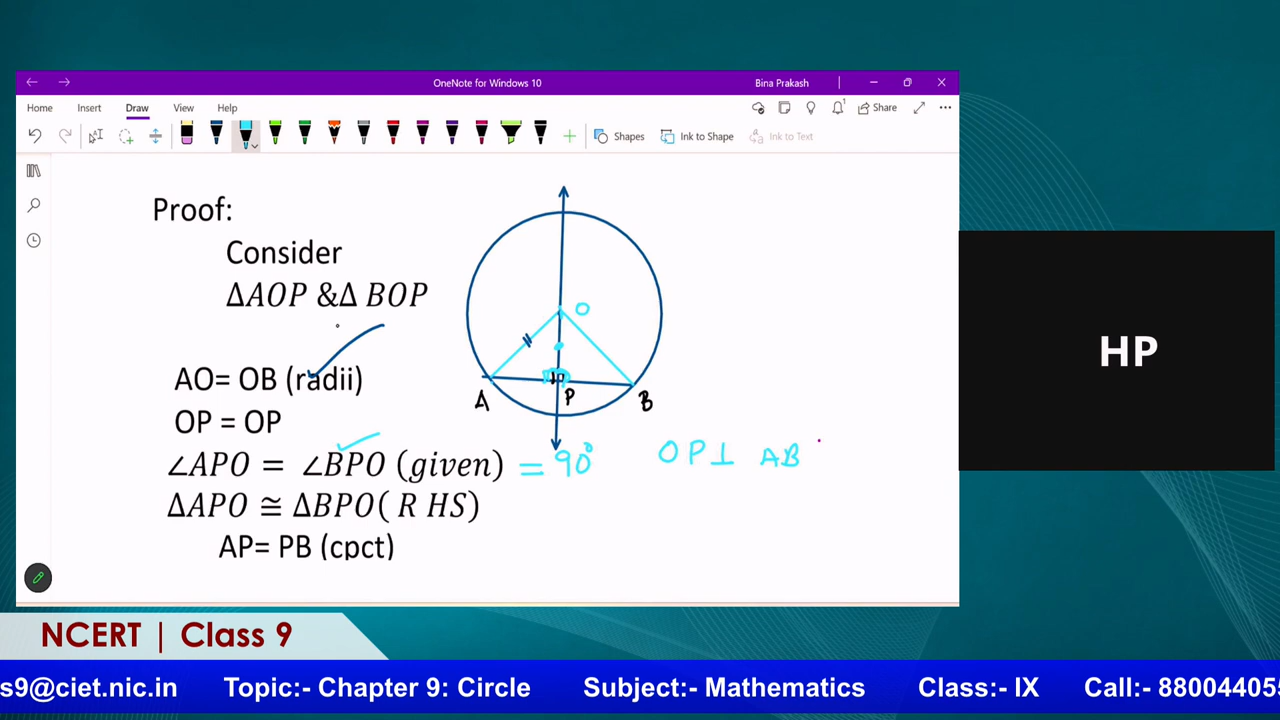 OneNote for Windows 10
Bina Prakash
Home Insert Draw View Help
Share
Shapes Ink to Shape Ink to Text
Proof:
Consider
ΔAOP &Δ BOP
AO= OB (radii)
OP = OP
∠APO = ∠BPO (given) = 90° OP⊥ AB
ΔAPO ≅ ΔBPO( R HS)
AP= PB (cpct)
O
A
P
B
HP
NCERT | Class 9
s9@ciet.nic.in Topic:- Chapter 9: Circle Subject:- Mathematics Class:- IX Call:- 880044055